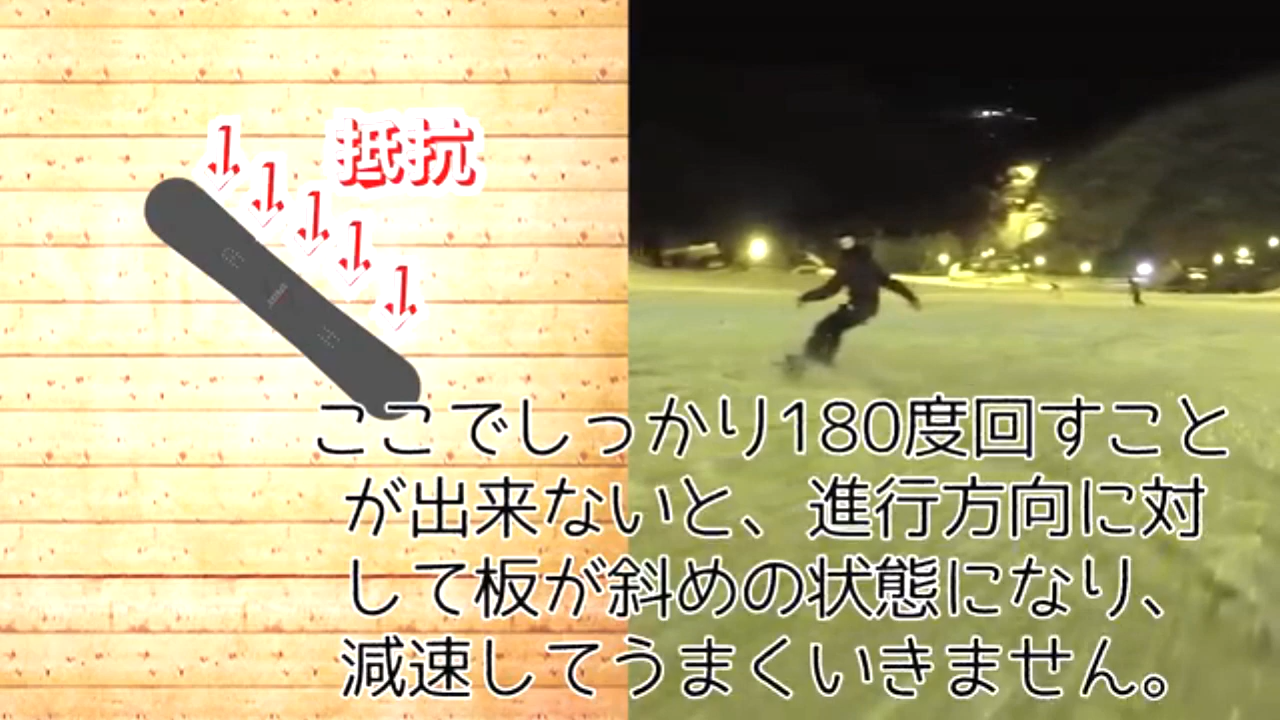 抵抗
ここでしっかり180度回すこと
が出来ないと、進行方向に対
して板が斜めの状態になり、
減速してうまくいきません。